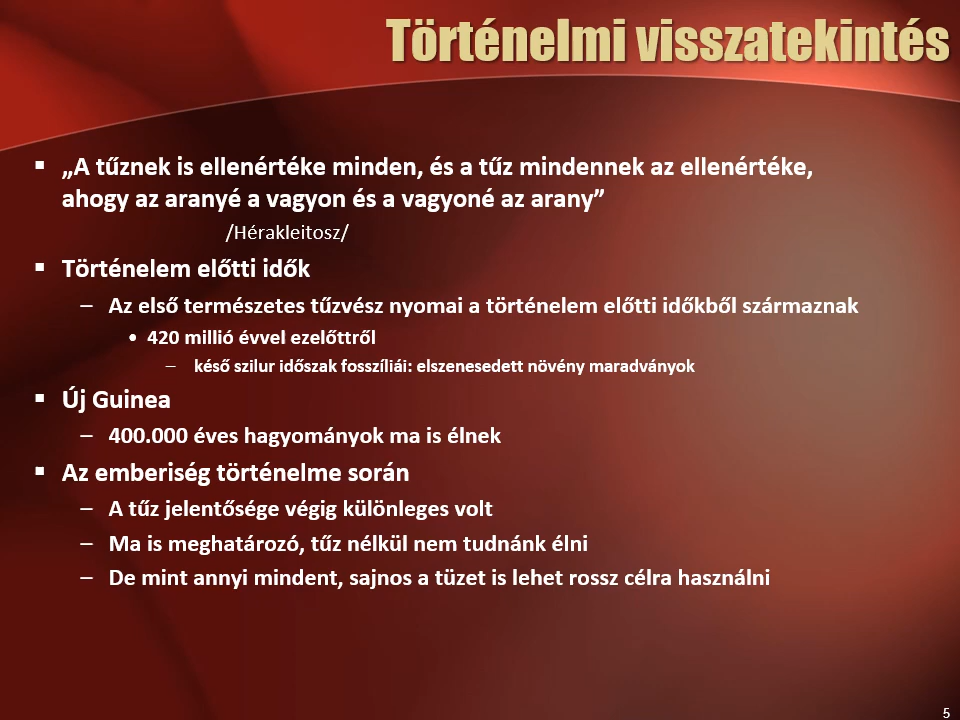 Történelmi visszatekintés
▪ „A tűznek is ellenértéke minden, és a tűz mindennek az ellenértéke,
ahogy az aranyé a vagyon és a vagyoné az arany”
/Hérakleitosz/
▪ Történelem előtti idők
– Az első természetes tűzvész nyomai a történelem előtti időkből származnak
• 420 millió évvel ezelőttről
– késő szilur időszak fosszíliái: elszenesedett növény maradványok
▪ Új Guinea
– 400.000 éves hagyományok ma is élnek
▪ Az emberiség történelme során
– A tűz jelentősége végig különleges volt
– Ma is meghatározó, tűz nélkül nem tudnánk élni
– De mint annyi mindent, sajnos a tüzet is lehet rossz célra használni
5